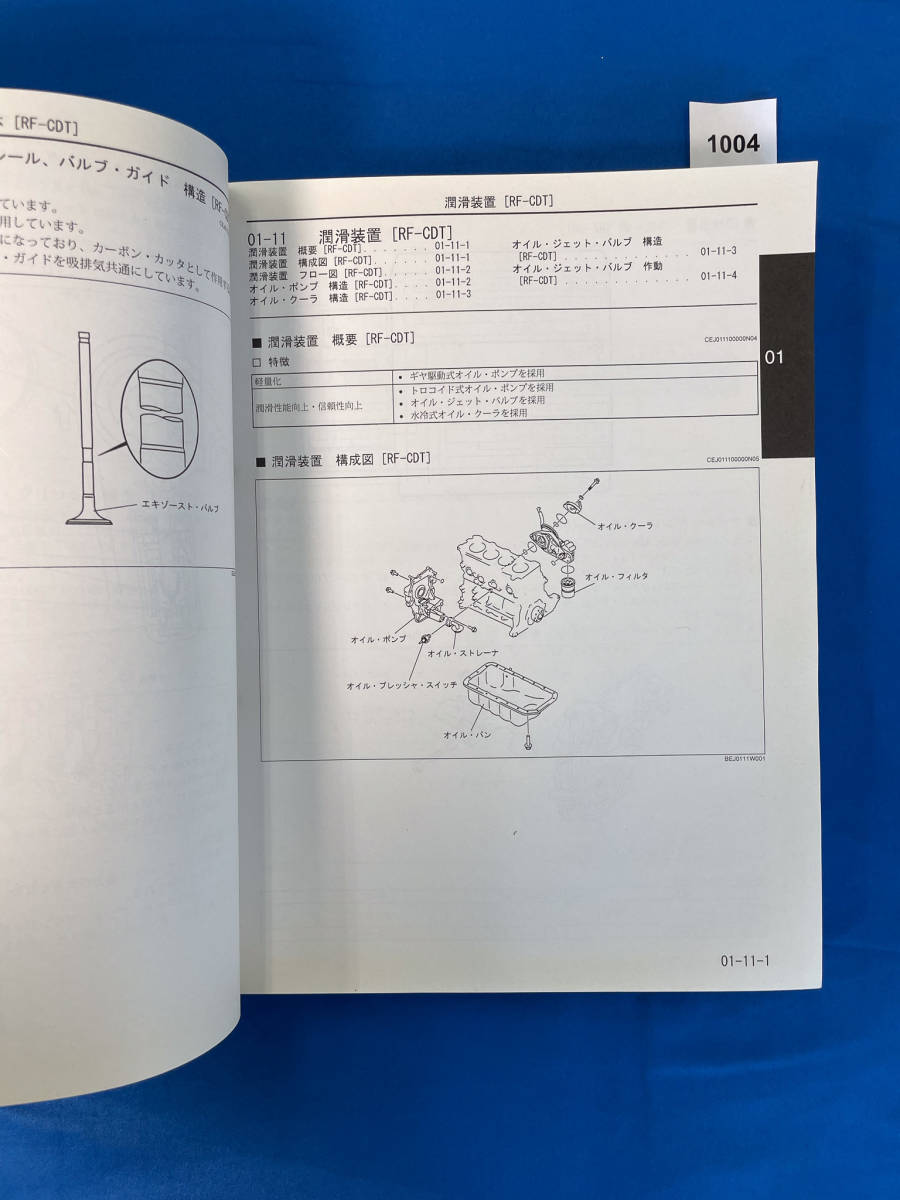 [RF-CDT]
ール、バルブ・ガイド 構造
ています。
用しています。
になっており、カーボン・カッタとして作用す
・ガイドを吸排気共通にしています。
エキゾースト・バルブ
1004
潤滑装置 [RF-CDT]
01-11 潤滑装置 [RF-CDT]
潤滑装置 概要 [RF-CDT]. . . . . . . 01-11-1
潤滑装置 構成図 [RF-CDT]. . . . . . 01-11-1
潤滑装置 フロー図 [RF-CDT]. . . . . 01-11-2
オイル・ポンプ 構造 [RF-CDT]. . . . 01-11-2
オイル・クーラ 構造 [RF-CDT]. . . . 01-11-3
オイル・ジェット・バルブ 構造
[RF-CDT] . . . . . . . . . . . . . 01-11-3
オイル・ジェット・バルブ 作動
[RF-CDT] . . . . . . . . . . . . . 01-11-4
01
■ 潤滑装置 概要 [RF-CDT]
CEJ011100000N04
□ 特徴
軽量化
• ギヤ駆動式オイル・ポンプを採用
潤滑性能向上・信頼性向上
• トロコイド式オイル・ポンプを採用
• オイル・ジェット・バルブを採用
• 水冷式オイル・クーラを採用
■ 潤滑装置 構成図 [RF-CDT]
CEJ011100000N05
オイル・クーラ
オイル・フィルタ
オイル・ポンプ
オイル・ストレーナ
オイル・プレッシャ・スイッチ
オイル・パン
BEJ0111W001
01-11-1